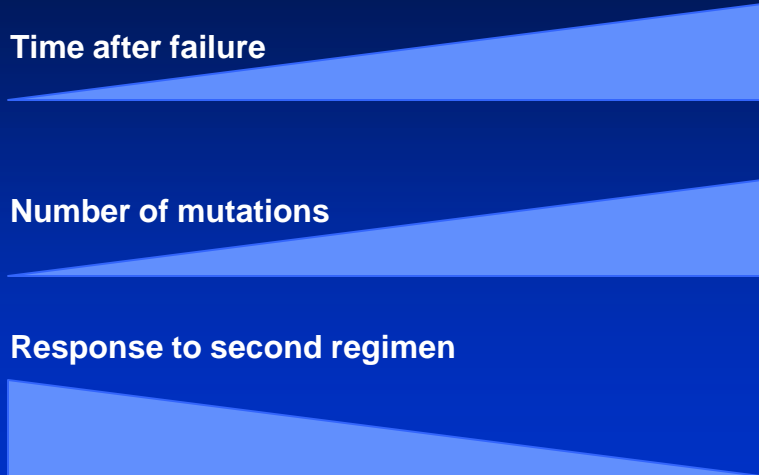 Time after failure
Number of mutations
Response to second regimen